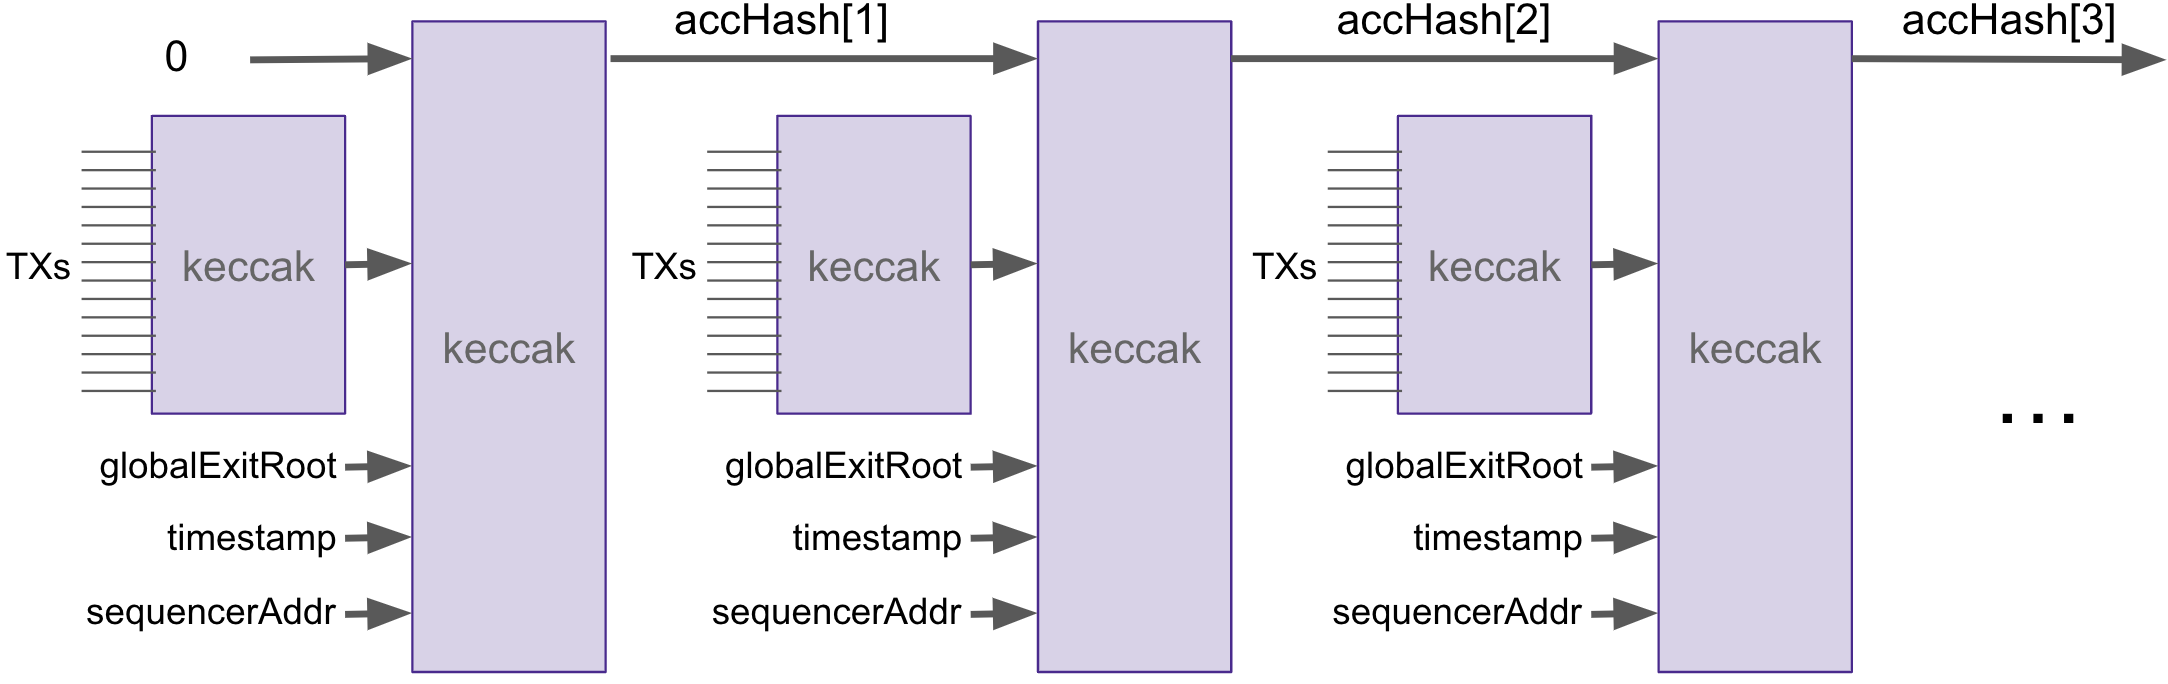 0
accHash[1]
accHash[2]
accHash[3]
TXs
keccak
keccak
TXs
keccak
keccak
TXs
keccak
keccak
...
globalExitRoot
globalExitRoot
globalExitRoot
timestamp
timestamp
timestamp
sequencerAddr
sequencerAddr
sequencerAddr